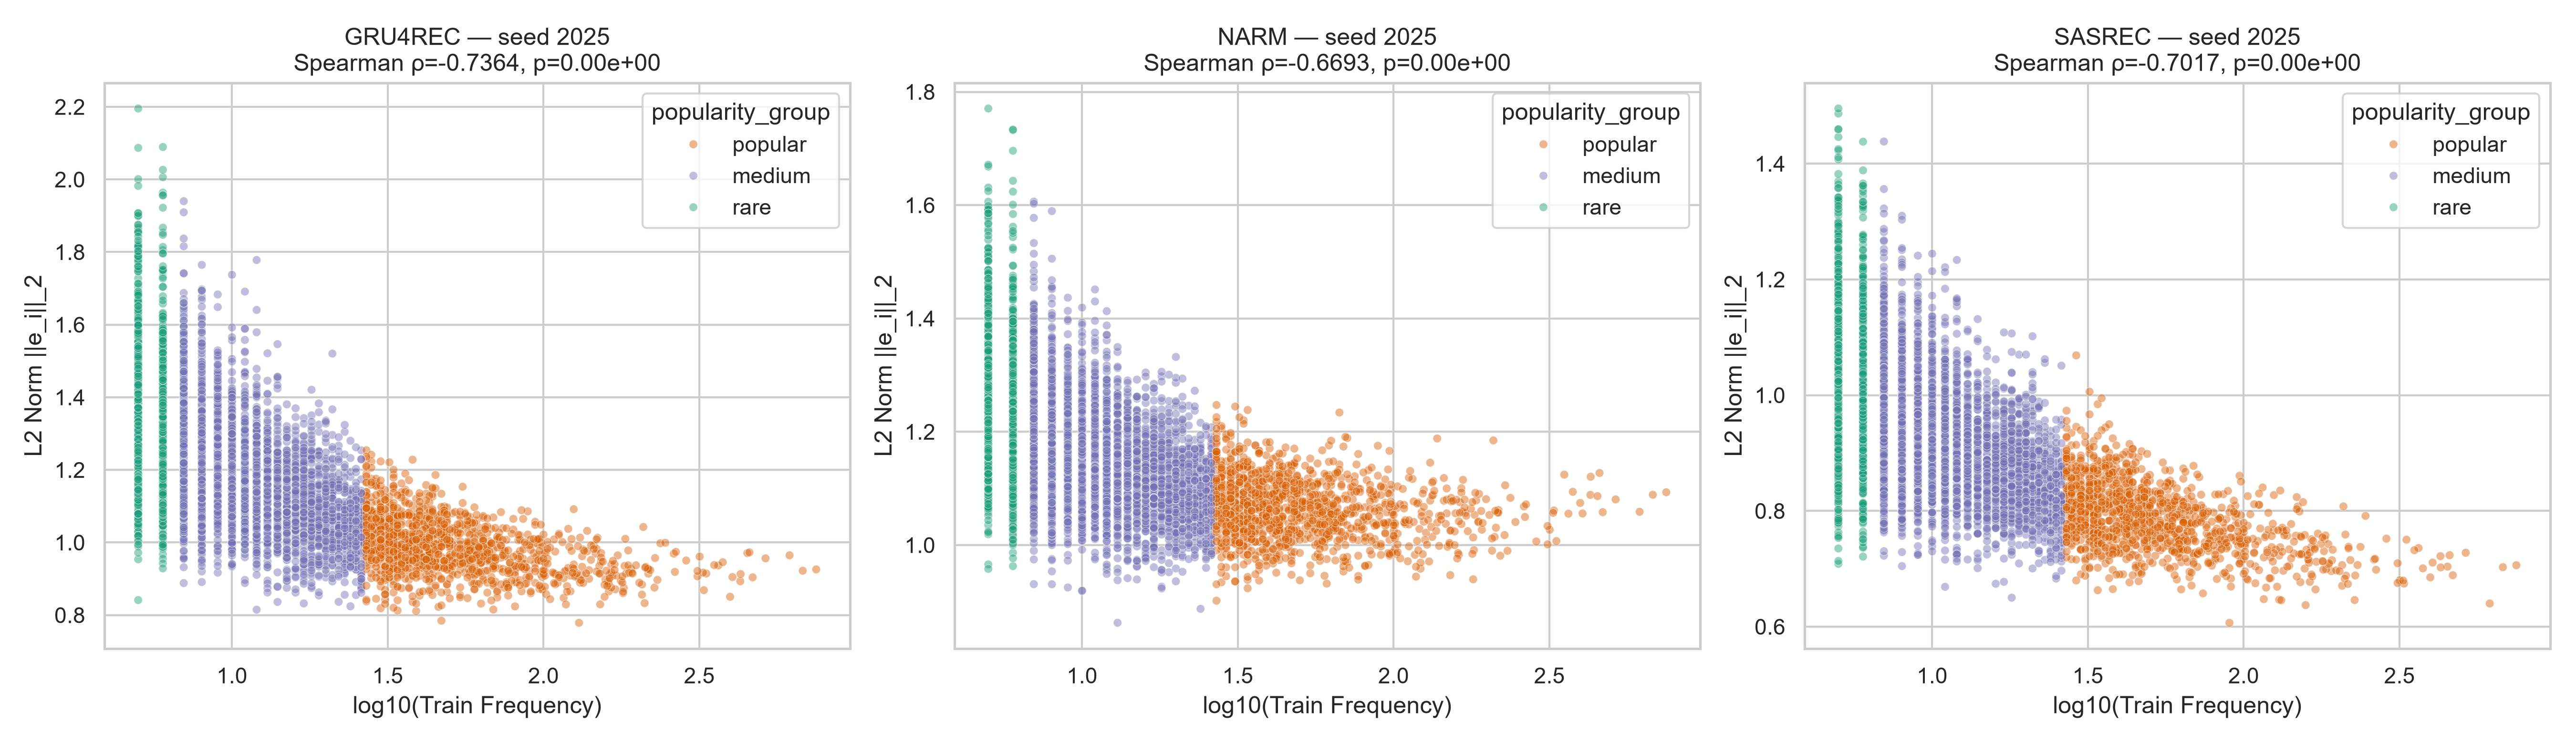 GRU4REC — seed 2025
Spearman ρ=-0.7364, p=0.00e+00
L2 Norm ||e_i||_2
2.2
2.0
1.8
1.6
1.4
1.2
1.0
0.8
popularity_group
popular
medium
rare
1.0 1.5 2.0 2.5
log10(Train Frequency)
NARM — seed 2025
Spearman ρ=-0.6693, p=0.00e+00
L2 Norm ||e_i||_2
1.8
1.6
1.4
1.2
1.0
popularity_group
popular
medium
rare
1.0 1.5 2.0 2.5
log10(Train Frequency)
SASREC — seed 2025
Spearman ρ=-0.7017, p=0.00e+00
L2 Norm ||e_i||_2
1.4
1.2
1.0
0.8
0.6
popularity_group
popular
medium
rare
1.0 1.5 2.0 2.5
log10(Train Frequency)